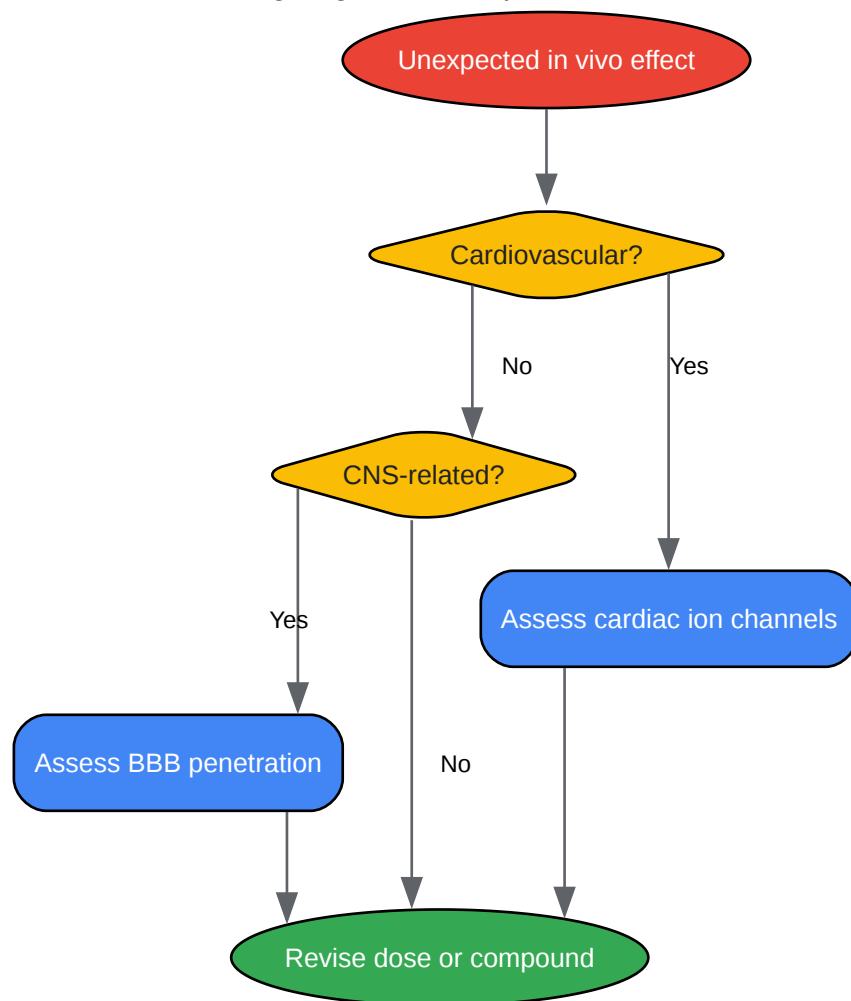 Unexpected in vivo effect
Cardiovascular?
No
Yes
CNS-related?
Yes
Assess cardiac ion channels
Assess BBB penetration
No
Revise dose or compound